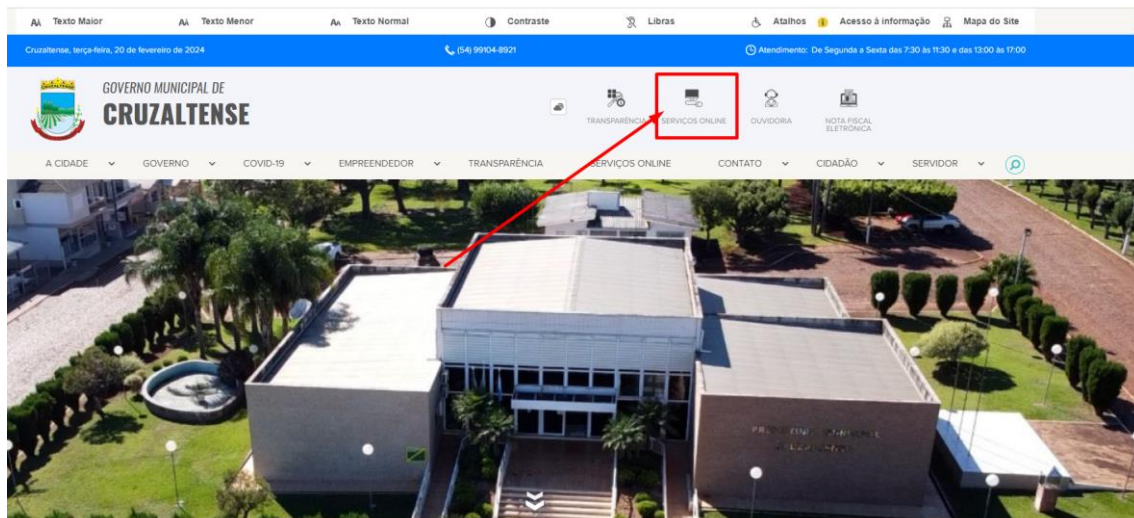 Texto Maior Texto Menor Texto Normal Contraste Libras Atalhos Acesso à informação Mapa do Site
Cruzaltense, terça-feira, 20 de fevereiro de 2024 (54) 99104-8921 Atendimento: De Segunda a Sexta das 7:30 às 11:30 e das 13:00 às 17:00
GOVERNO MUNICIPAL DE
CRUZALTENSE
TRANSPARÊNCIA SERVIÇOS ONLINE OUVIDORIA NOTA FISCAL
ELETRÔNICA
A CIDADE GOVERNO COVID-19 EMPREENDEDOR TRANSPARÊNCIA SERVIÇOS ONLINE CONTATO CIDADÃO SERVIDOR